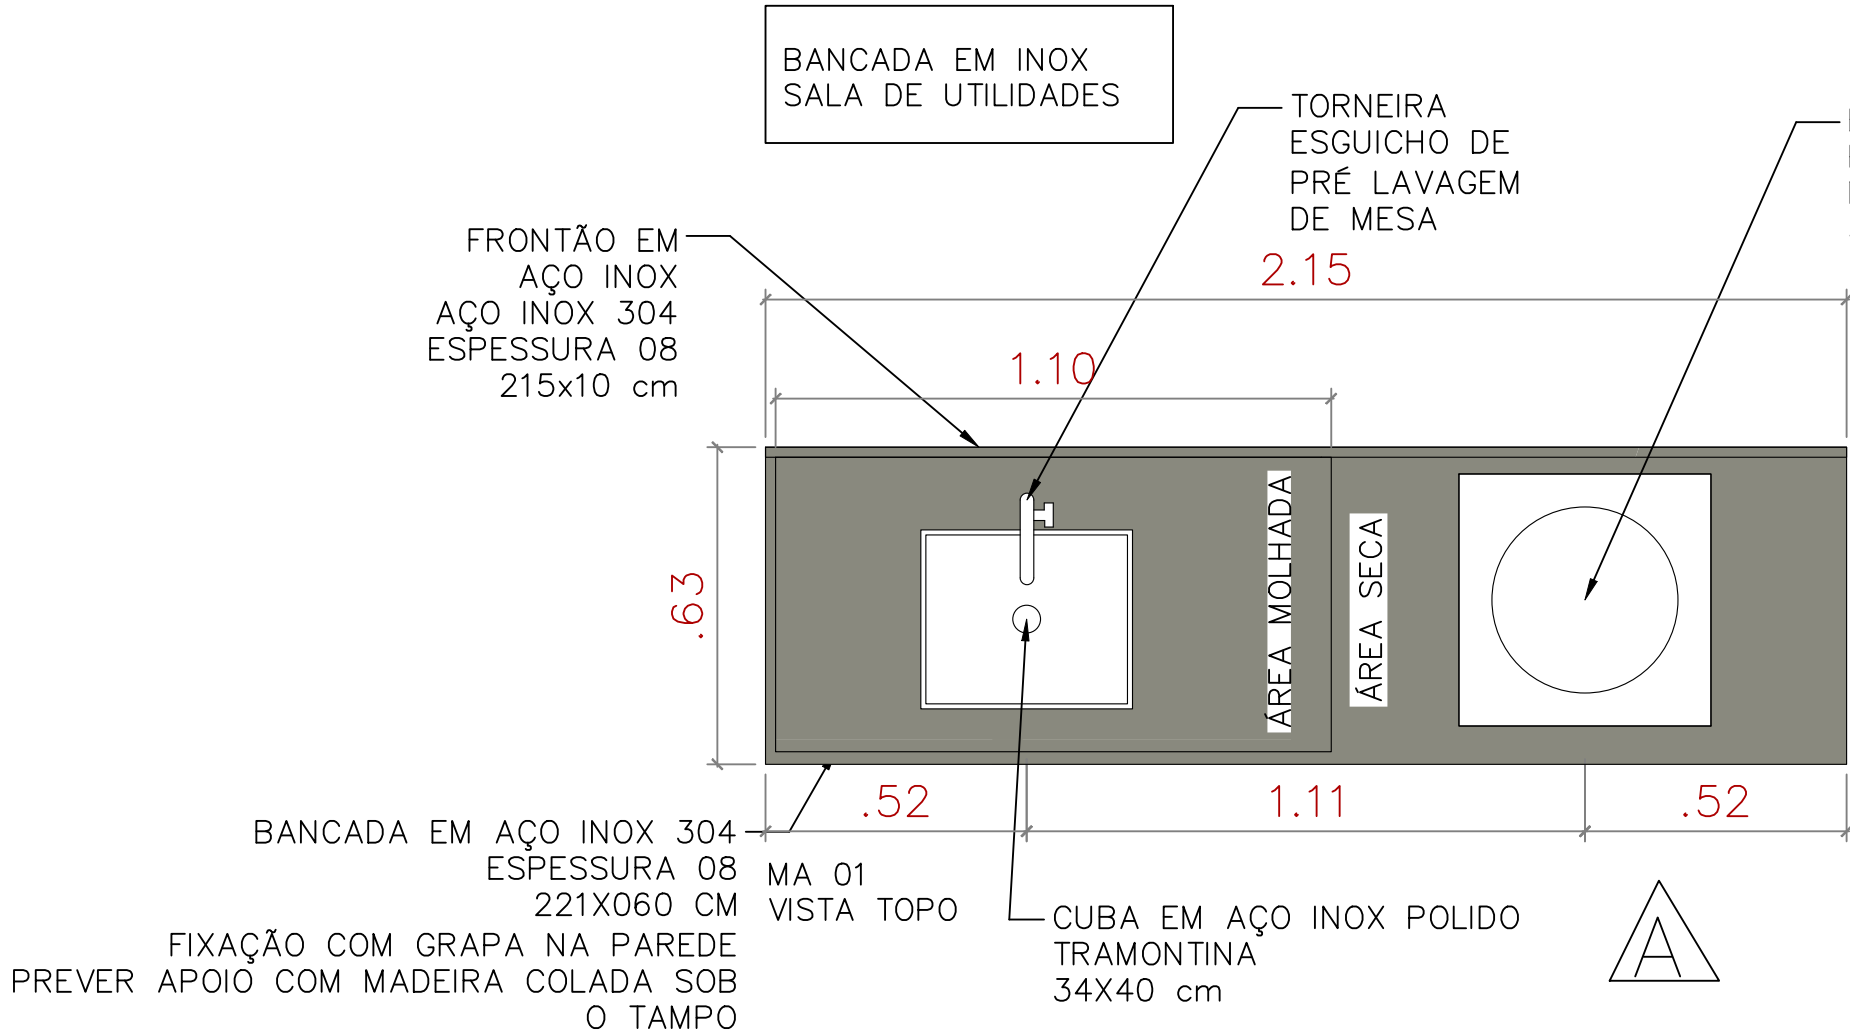 BANCADA EM INOX
SALA DE UTILIDADES
TORNEIRA
ESGUICHO DE
PRÉ LAVAGEM
DE MESA
FRONTÃO EM
AÇO INOX
AÇO INOX 304
ESPESSURA 08
215x10 cm
2.15
1.10
.63
ÁREA MOLHADA
ÁREA SECA
.52
1.11
.52
BANCADA EM AÇO INOX 304
ESPESSURA 08
221X060 CM
FIXAÇÃO COM GRAPA NA PAREDE
PREVER APOIO COM MADEIRA COLADA SOB
O TAMPO
MA 01
VISTA TOPO
CUBA EM AÇO INOX POLIDO
TRAMONTINA
34X40 cm
A